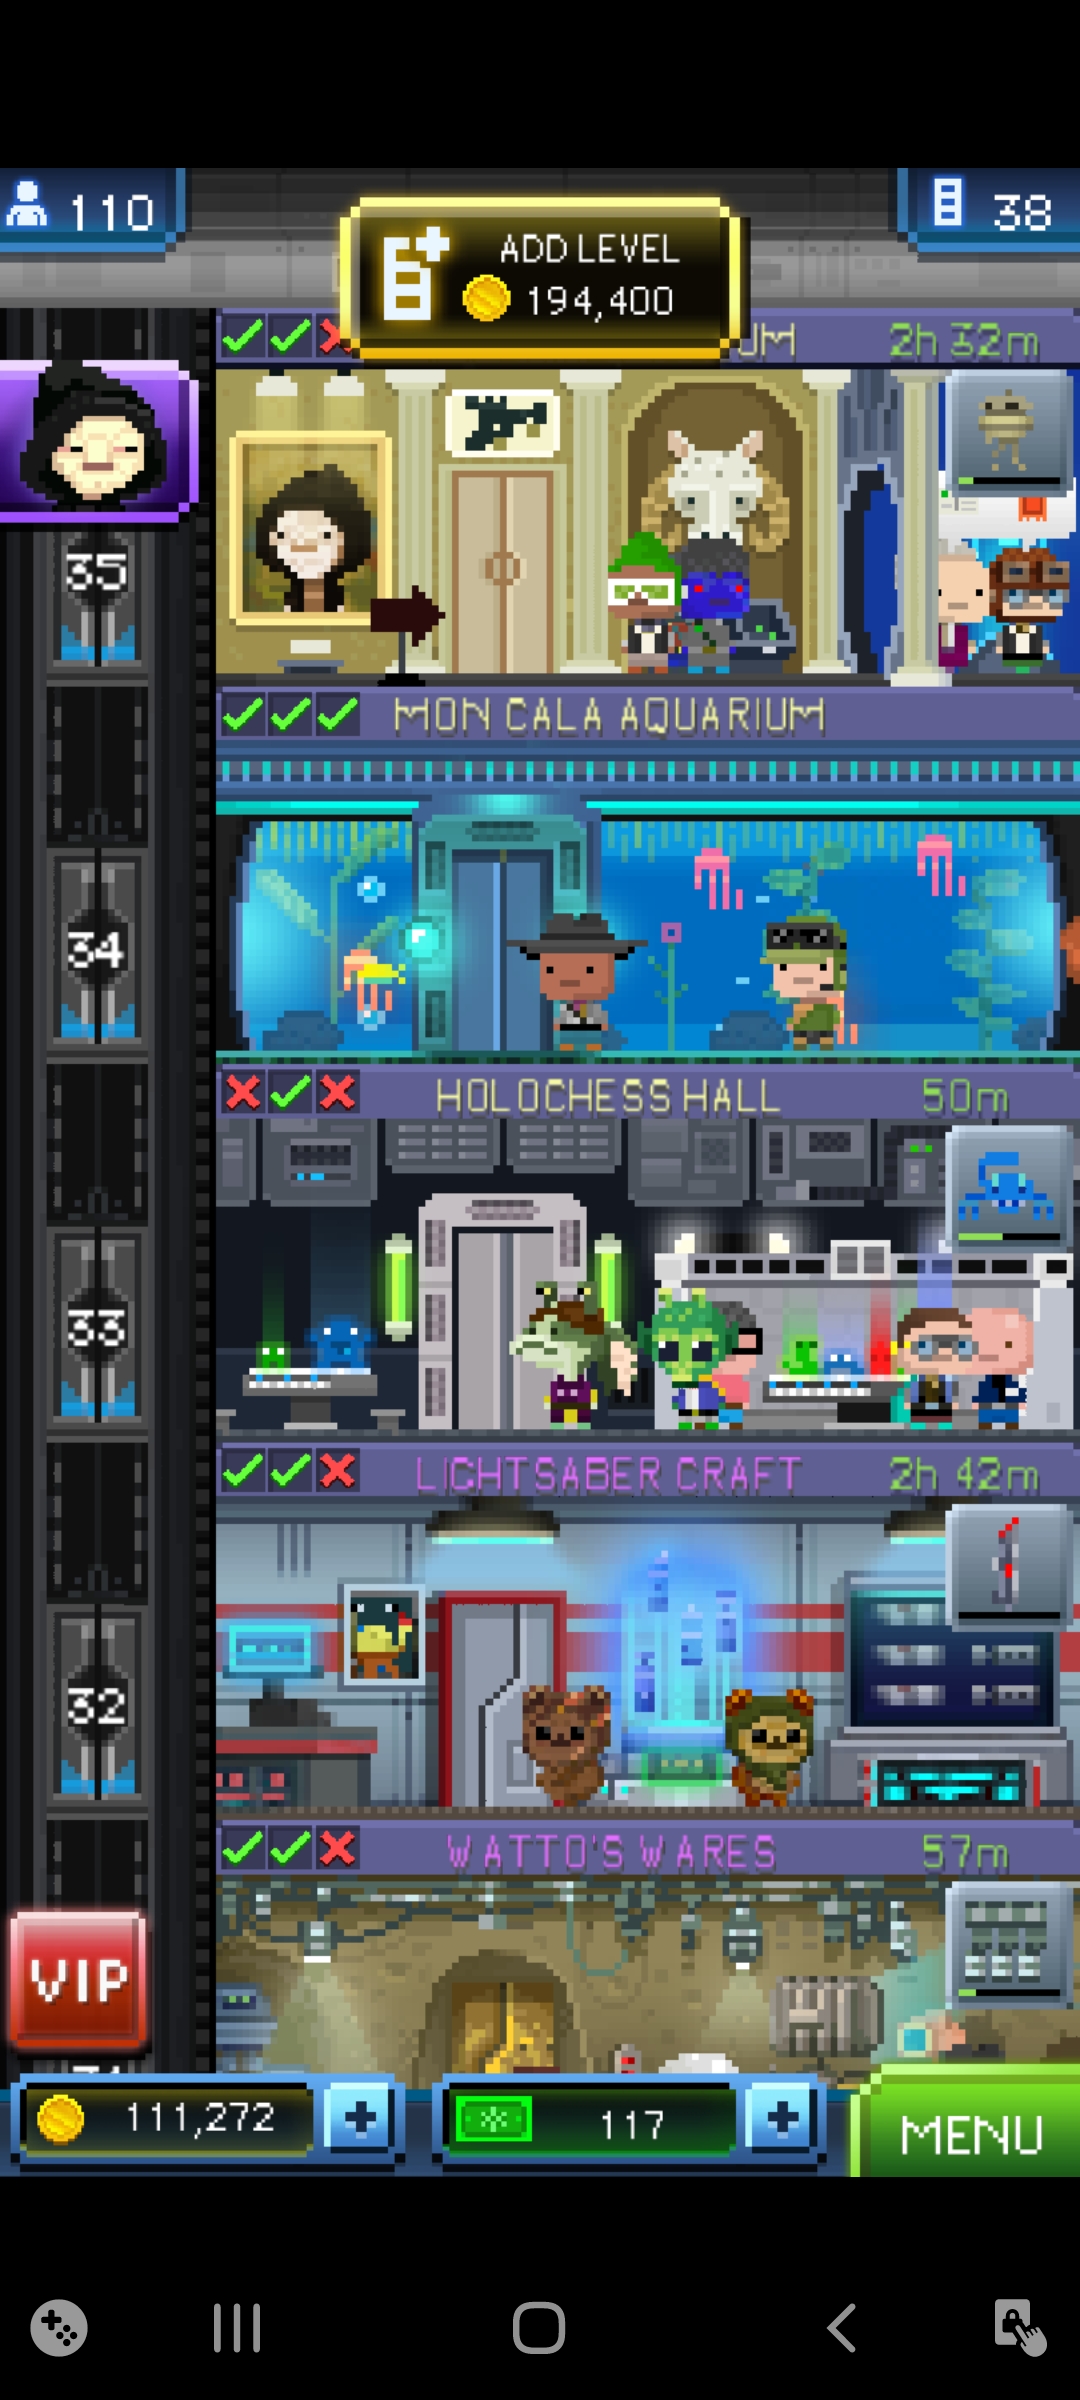 110
ADD LEVEL
194,400
38
UM
2h 32m
35
MON CALA AQUARIUM
34
HOLOCHESS HALL
50m
33
LIGHTSABER CRAFT
2h 42m
32
WATTO'S WARES
57m
VIP
111,272
117
MENU